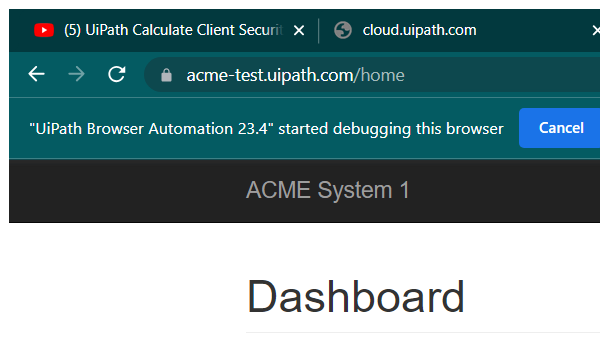 (5) UiPath Calculate Client Securit
cloud.uipath.com
acme-test.uipath.com/home
"UiPath Browser Automation 23.4" started debugging this browser
Cancel
ACME System 1
Dashboard